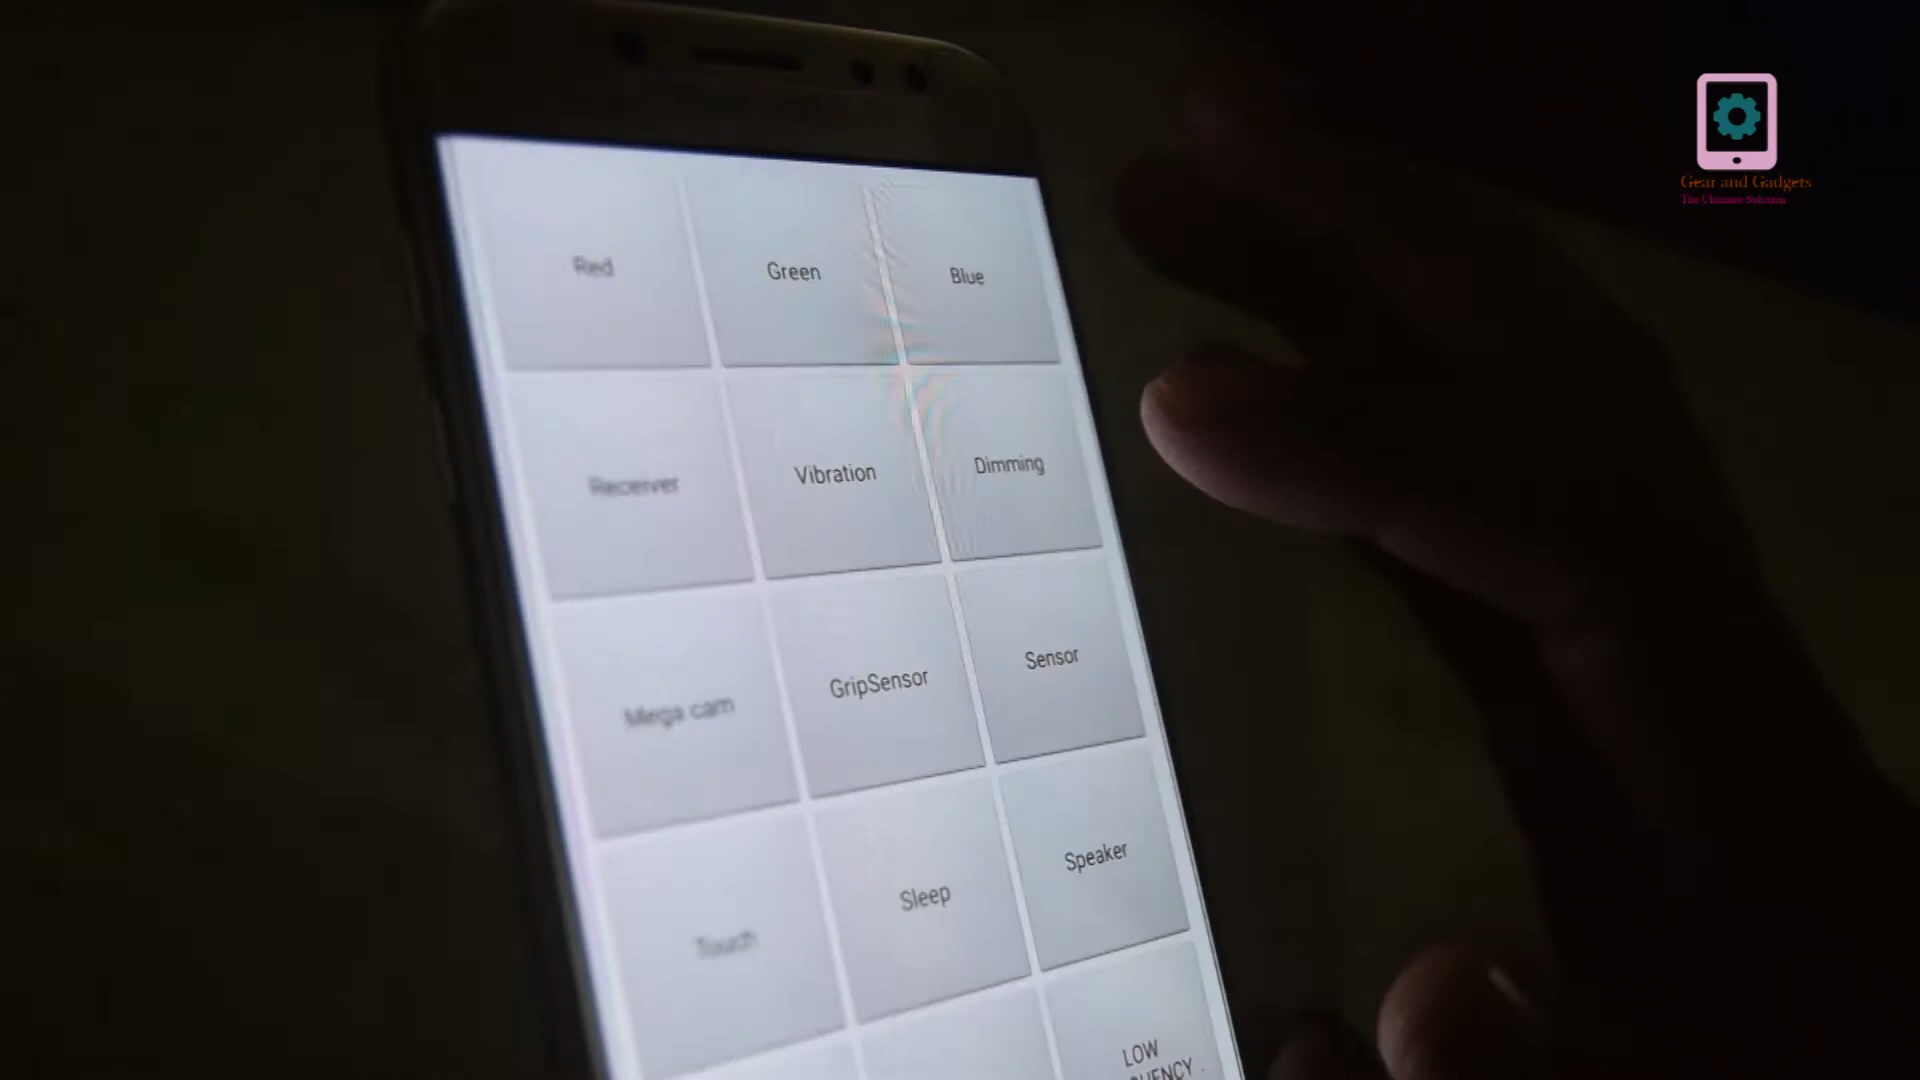 Gear and Gadgets
Red
Green
Blue
Receiver
Vibration
Dimming
Mega cam
GripSensor
Sensor
Touch
Sleep
Speaker
LOW